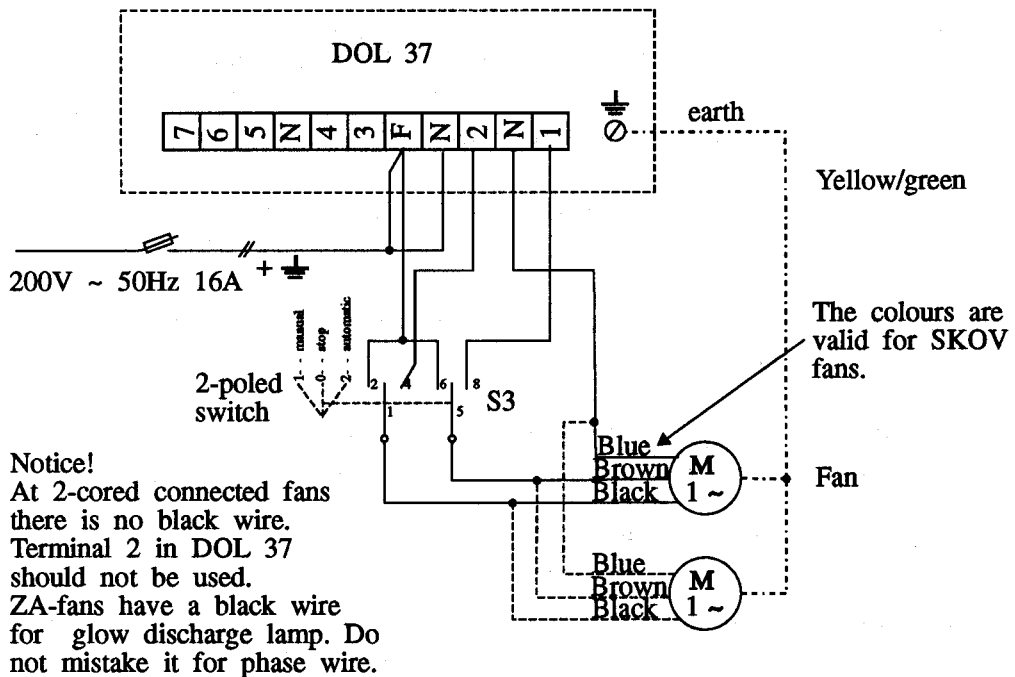 DOL 37
7 6 5 N 4 3 F N 2 N 1
earth
Yellow/green
200V ~ 50Hz 16A
+
1 - - manual
0 - - stop
2 - - automatic
2-poled
switch
2 4 6 8
1 5
S3
The colours are
valid for SKOV
fans.
Blue
Brown
Black
M
1 ~
Fan
Blue
Brown
Black
M
1 ~
Notice!
At 2-cored connected fans
there is no black wire.
Terminal 2 in DOL 37
should not be used.
ZA-fans have a black wire
for glow discharge lamp. Do
not mistake it for phase wire.